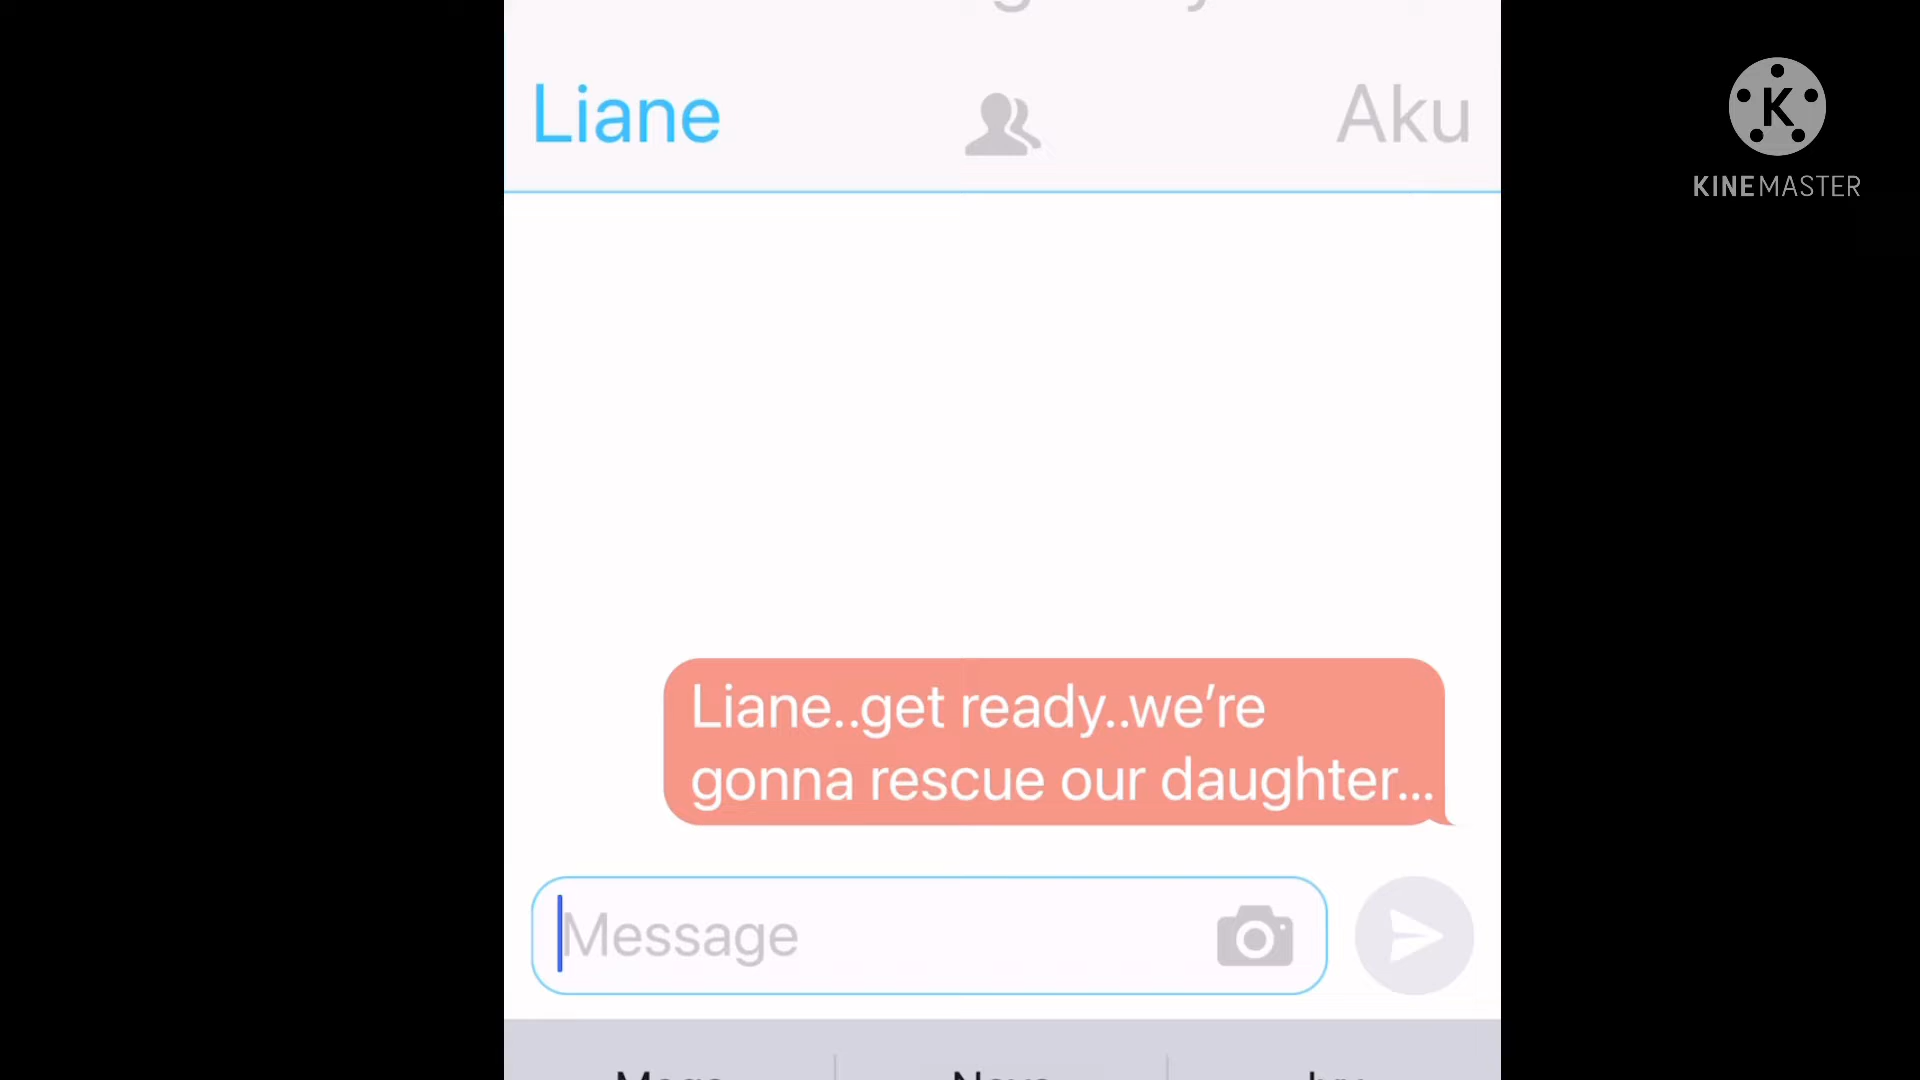 Liane
Aku
K
KINEMASTER
Liane..get ready..we’re
gonna rescue our daughter...
Message